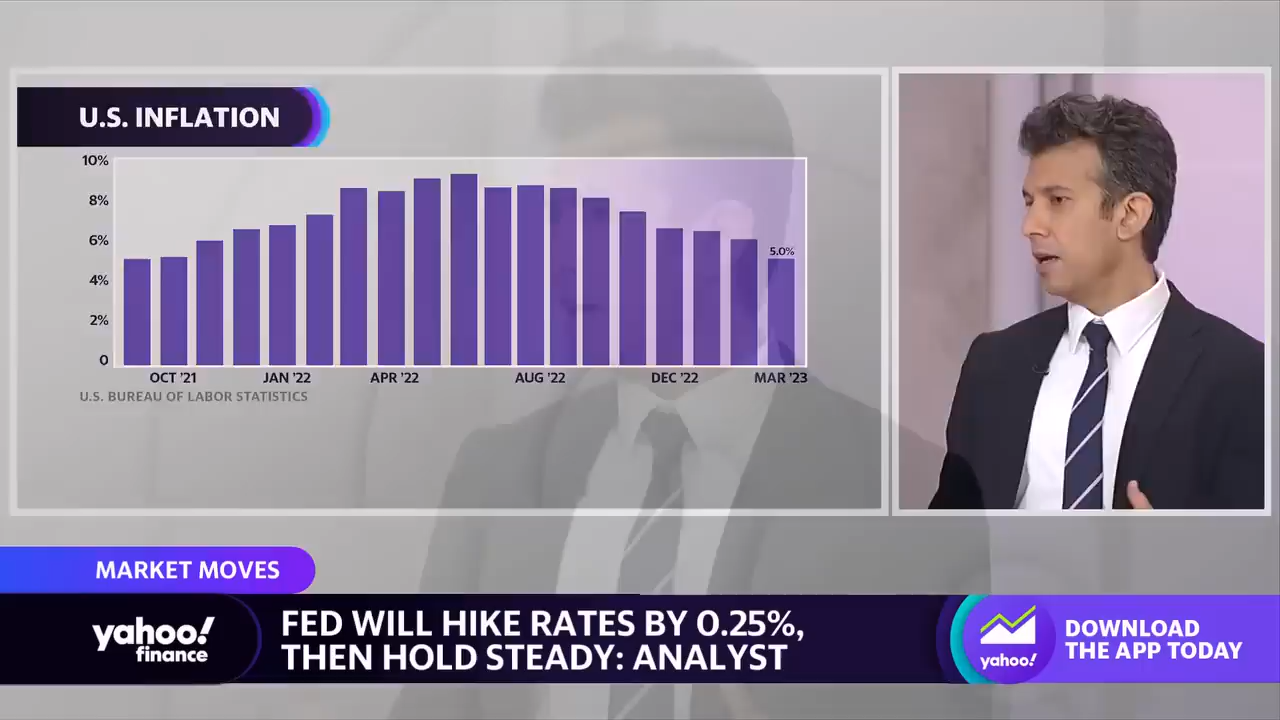 U.S. INFLATION
10%
8%
6%
4%
2%
0
5.0%
OCT '21 JAN '22 APR '22 AUG '22 DEC '22 MAR '23
U.S. BUREAU OF LABOR STATISTICS
MARKET MOVES
yahoo!
finance
FED WILL HIKE RATES BY 0.25%,
THEN HOLD STEADY: ANALYST
yahoo!
DOWNLOAD
THE APP TODAY